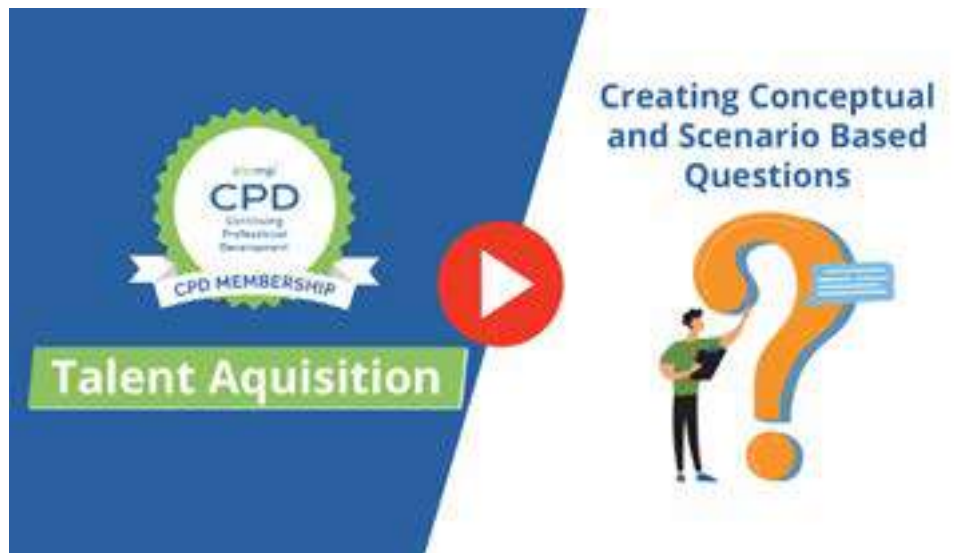 CPD
Continuing
Professional
Development
CPD MEMBERSHIP
Talent Aquisition
Creating Conceptual
and Scenario Based
Questions